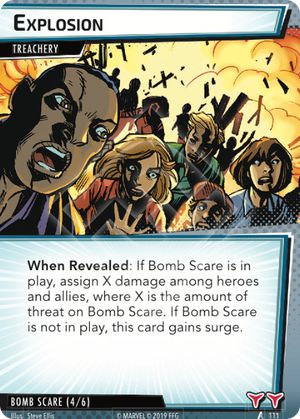 EXPLOSION
TREACHERY
When Revealed: If Bomb Scare is in
play, assign X damage among heroes
and allies, where X is the amount of
threat on Bomb Scare. If Bomb Scare
is not in play, this card gains surge.
BOMB SCARE (4/6)
Illus. Steve Ellis © MARVEL © 2019 FFG 111